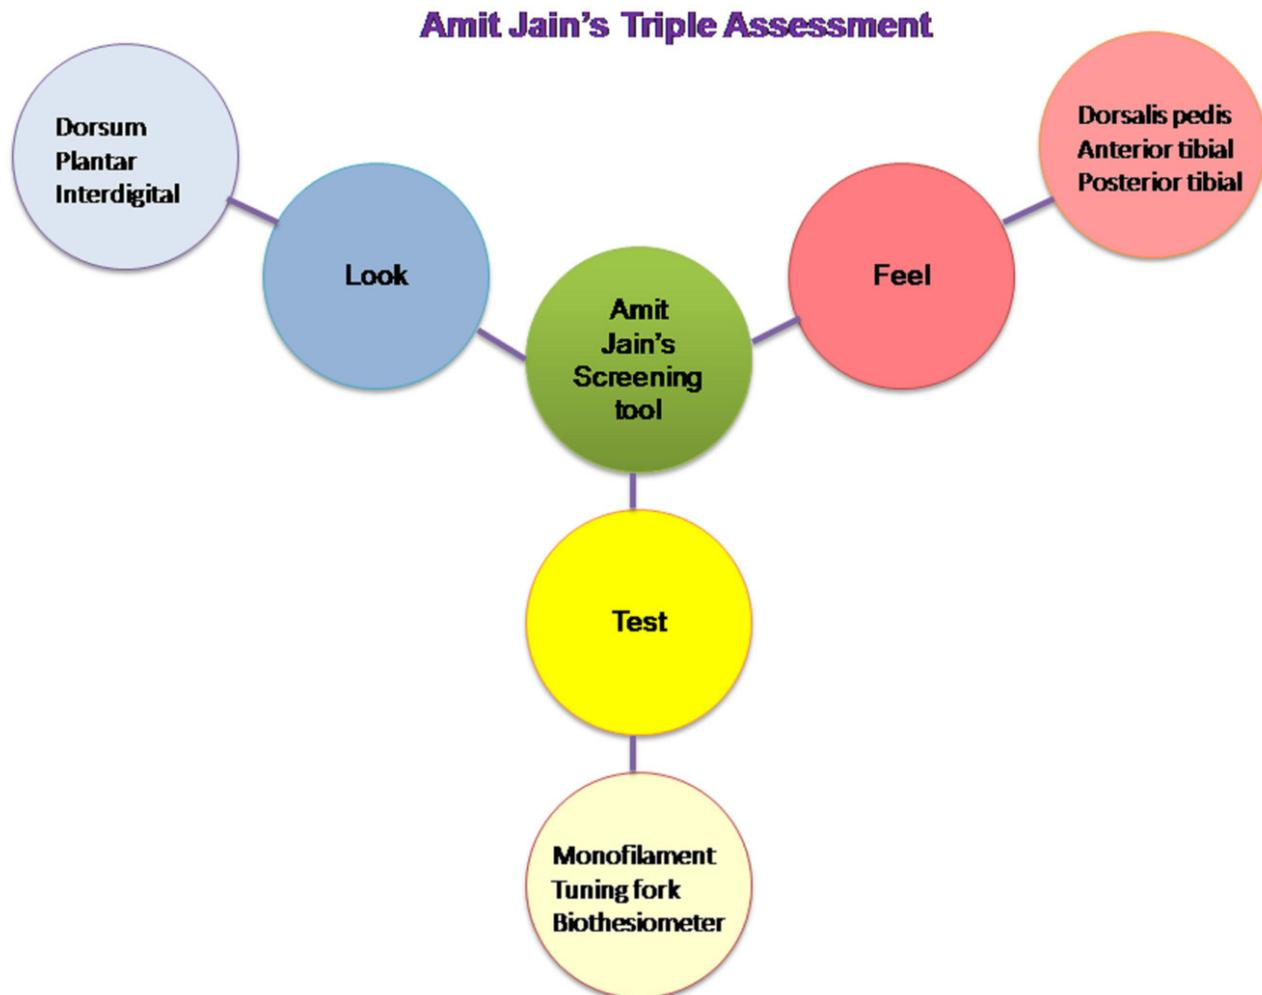 Amit Jain's Triple Assessment
Dorsum
Plantar
Interdigital
Look
Amit
Jain's
Screening
tool
Feel
Dorsalis pedis
Anterior tibial
Posterior tibial
Test
Monofilament
Tuning fork
Biothesiometer